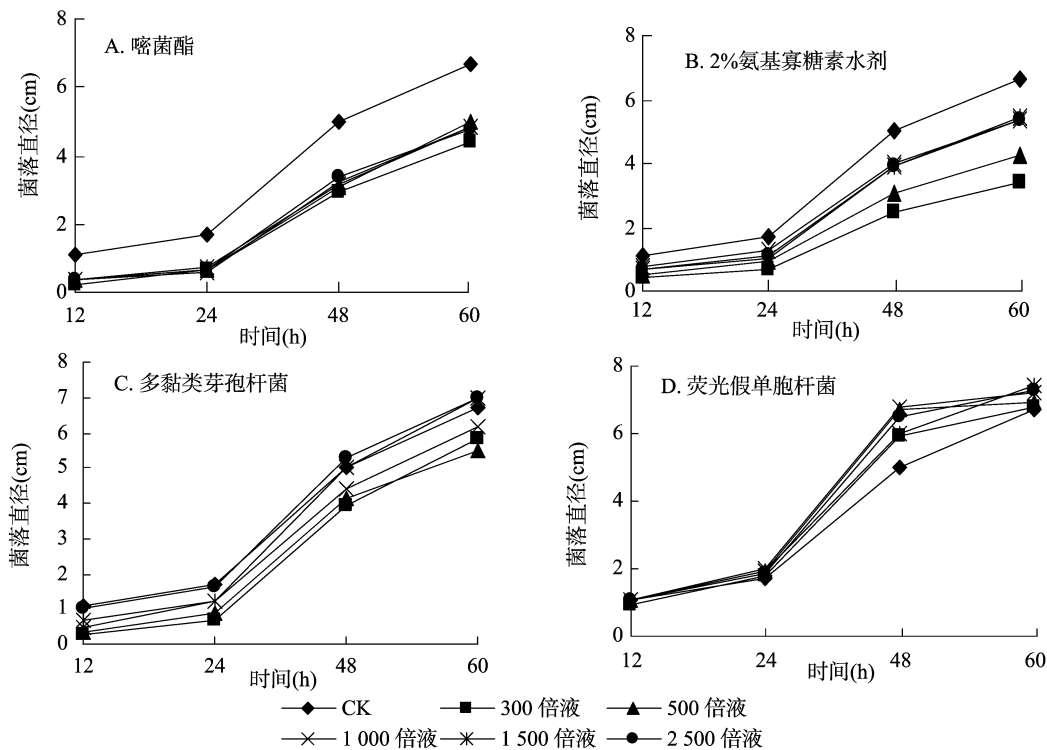 A. 嘧菌酯
菌落直径(cm)
8
6
4
2
0
12 24 48 60
时间(h)
B. 2%氨基寡糖素水剂
菌落直径(cm)
8
6
4
2
0
12 24 48 60
时间(h)
C. 多黏类芽孢杆菌
菌落直径(cm)
8
7
6
5
4
3
2
1
0
12 24 48 60
时间(h)
D. 荧光假单胞杆菌
菌落直径(cm)
8
6
4
2
0
12 24 48 60
时间(h)
CK 300 倍液 500 倍液
1 000 倍液 1 500 倍液 2 500 倍液